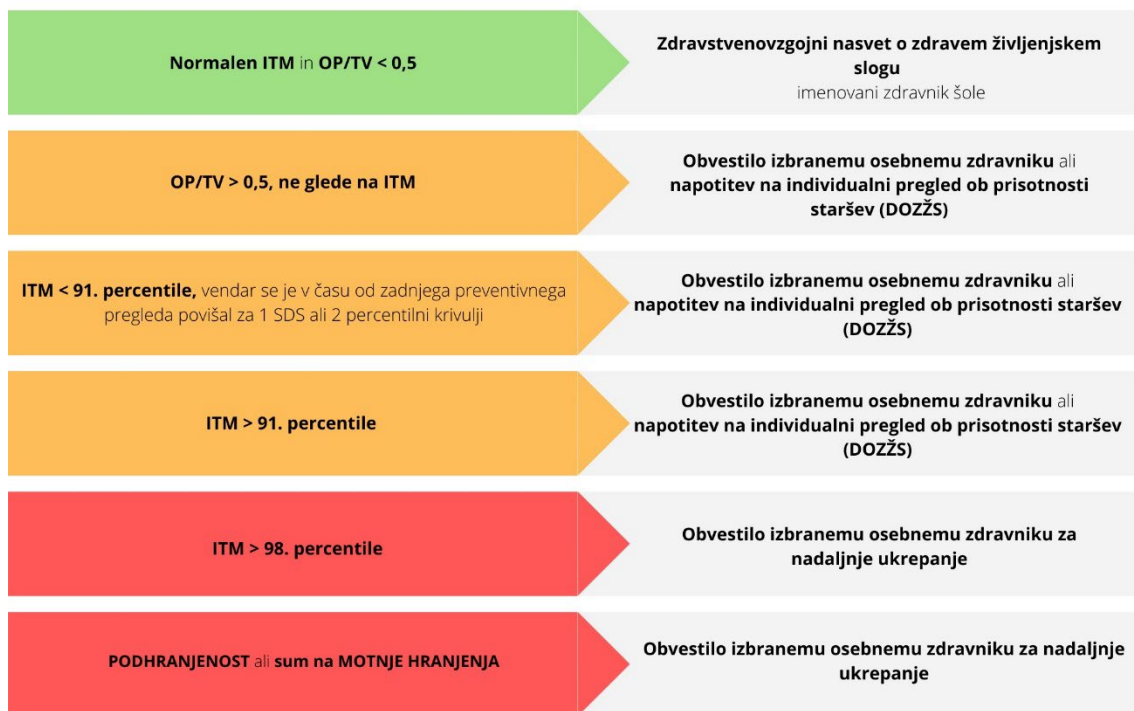 Normalen ITM in OP/TV < 0,5
Zdravstvenovzgojni nasvet o zdravem življenjskem
slogu
imenovani zdravnik šole
OP/TV > 0,5, ne glede na ITM
Obvestilo izbranemu osebnemu zdravniku ali
napotitev na individualni pregled ob prisotnosti
staršev (DOZŽS)
ITM < 91. percentile, vendar se je v času od zadnjega preventivnega
pregleda povišal za 1 SDS ali 2 percentilni krivulji
Obvestilo izbranemu osebnemu zdravniku ali
napotitev na individualni pregled ob prisotnosti staršev
(DOZŽS)
ITM > 91. percentile
Obvestilo izbranemu osebnemu zdravniku ali
napotitev na individualni pregled ob prisotnosti staršev
(DOZŽS)
ITM > 98. percentile
Obvestilo izbranemu osebnemu zdravniku za
nadaljnje ukrepanje
PODHRANJENOST ali sum na MOTNJE HRANJENJA
Obvestilo izbranemu osebnemu zdravniku za nadaljnje
ukrepanje